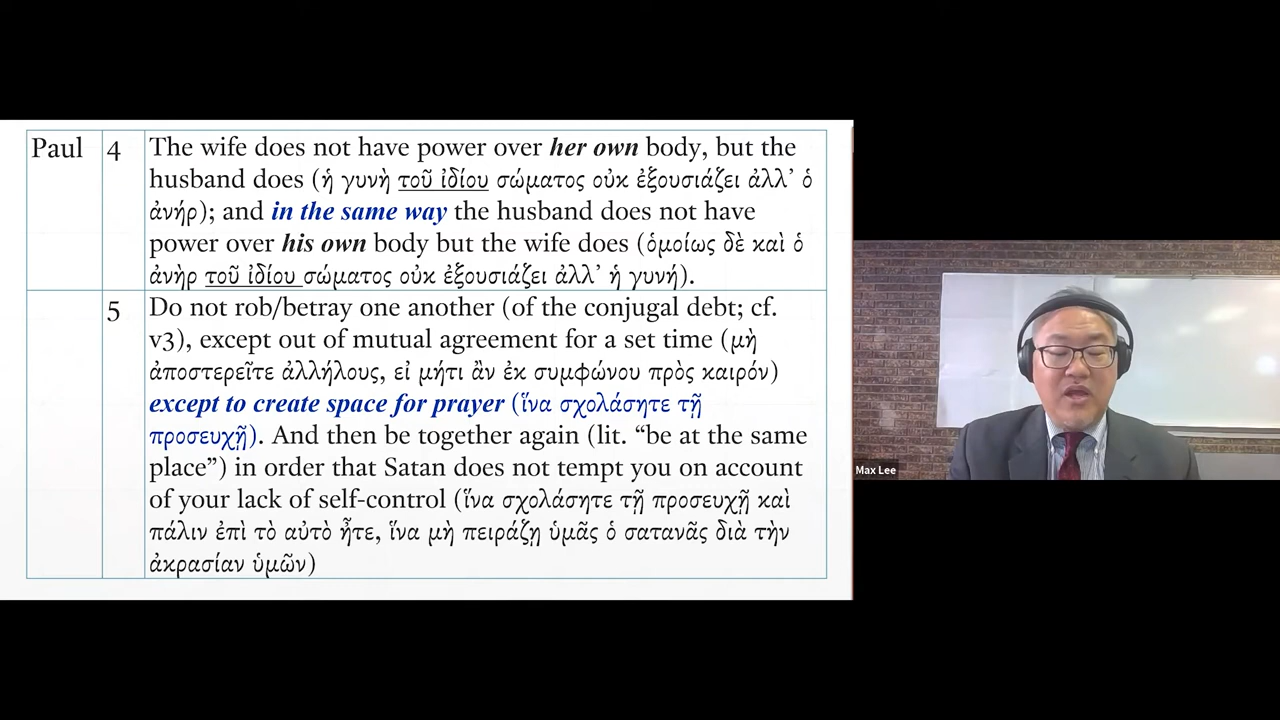 Paul 4 The wife does not have power over her own body, but the
husband does (ἡ γυνὴ τοῦ ἰδίου σώματος οὐκ ἐξουσιάζει ἀλλ’ ὁ
ἀνήρ); and in the same way the husband does not have
power over his own body but the wife does (ὁμοίως δὲ καὶ ὁ
ἀνὴρ τοῦ ἰδίου σώματος οὐκ ἐξουσιάζει ἀλλ’ ἡ γυνή).
5 Do not rob/betray one another (of the conjugal debt; cf.
v3), except out of mutual agreement for a set time (μὴ
ἀποστερεῖτε ἀλλήλους, εἰ μήτι ἂν ἐκ συμφώνου πρὸς καιρόν)
except to create space for prayer (ἵνα σχολάσητε τῇ
προσευχῇ). And then be together again (lit. “be at the same
place”) in order that Satan does not tempt you on account
of your lack of self-control (ἵνα σχολάσητε τῇ προσευχῇ καὶ
πάλιν ἐπὶ τὸ αὐτὸ ἦτε, ἵνα μὴ πειράζῃ ὑμᾶς ὁ σατανᾶς διὰ τὴν
ἀκρασίαν ὑμῶν)
Max Lee